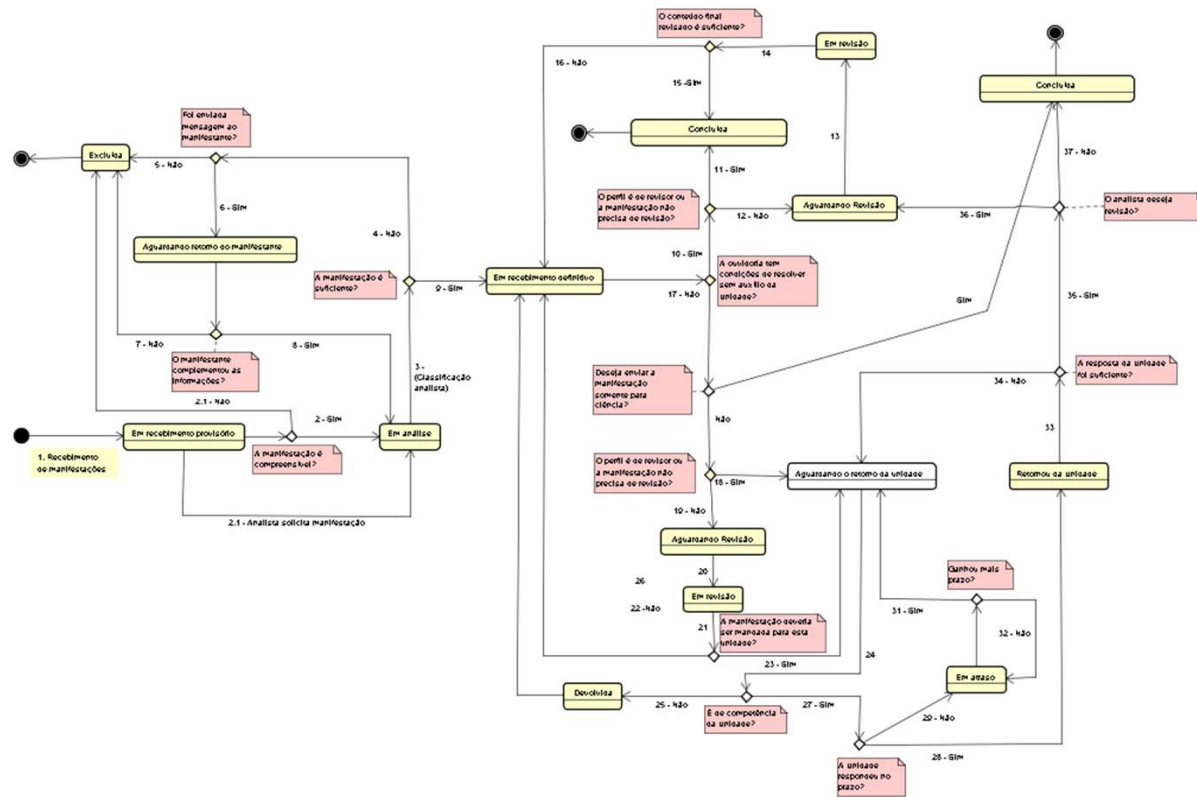 O conteúdo final
revisado é suficiente?
Em revisão
14
16 - Não
15-Sim
Concluída
Foi enviada
mensagem ao
manifestante?
Concluída
13
Excluída
5 - Não
11 - Sim
37 - Não
6 - Sim
O perfil é de revisor ou
a manifestação não
precisa de revisão?
12 - Não
Aguardando Revisão
36 - Sim
O analista deseja
revisão?
4 - Não
Aguardando retorno do manifestante
10 - Sim
A manifestação é
suficiente?
9 - Sim
Em recebimento definitivo
17 - Não
A ouvidoria tem
condições de resolver
sem auxílio da
unidade?
Sim
35 - Sim
7 - Não
8 - Sim
O manifestante
complementou as
informações?
3 -
(Classificação
analista)
Deseja enviar a
manifestação
somente para
ciência?
34 - Não
A resposta da unidade
foi suficiente?
2.1 - Não
2 - Sim
Não
33
Em recebimento provisório
Em análise
1. Recebimento
de manifestações
A manifestação é
compreensível?
O perfil é de revisor ou
a manifestação não
precisa de revisão?
18 - Sim
Aguardando o retorno da unidade
Retornou da unidade
19 - Não
2.1 - Analista solicita manifestação
Aguardando Revisão
20
26
Ganhou mais
prazo?
Em revisão
22 - Não
31 - Sim
21
A manifestação deveria
ser mandada para esta
unidade?
32 - Não
23 - Sim
24
Em atraso
Devolvida
25 - Não
27 - Sim
É de competência
da unidade?
29 - Não
28 - Sim
A unidade
respondeu no
prazo?